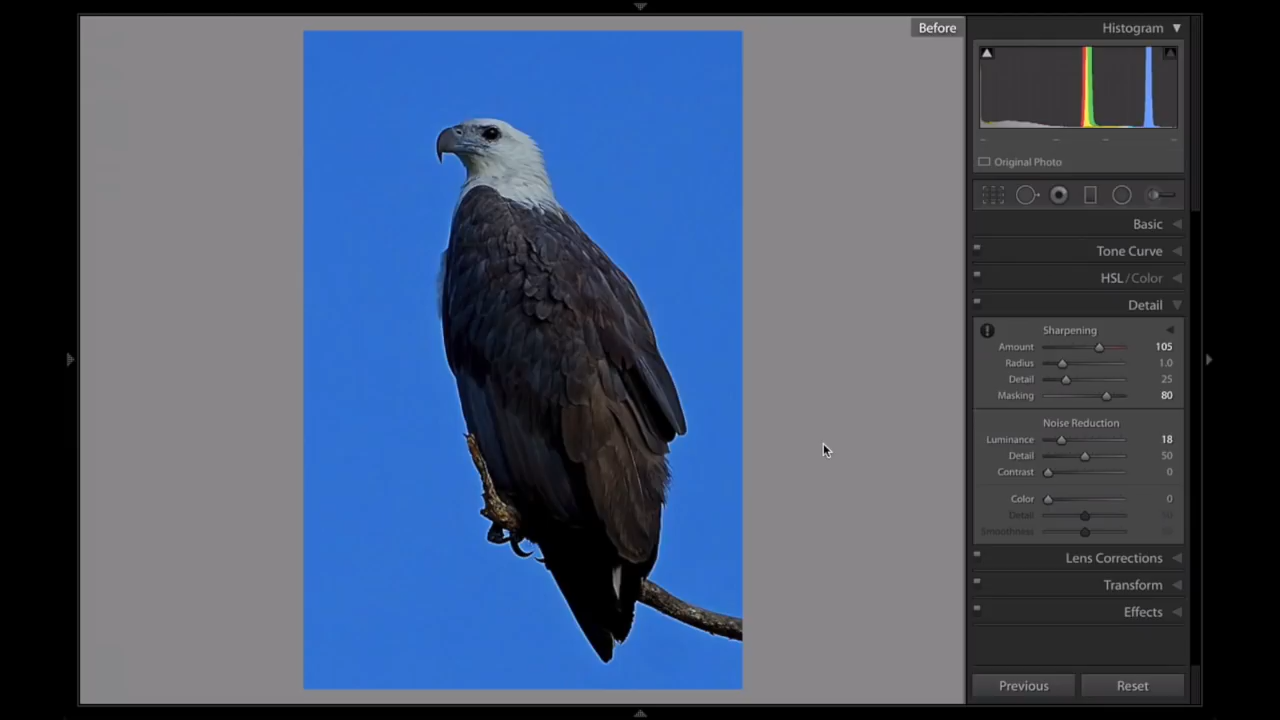 Before
Histogram
Original Photo
Basic
Tone Curve
HSL / Color
Detail
Sharpening
Amount 105
Radius 1.0
Detail 25
Masking 80
Noise Reduction
Luminance 18
Detail 50
Contrast 0
Color 0
Detail 50
Smoothness
Lens Corrections
Transform
Effects
Previous Reset